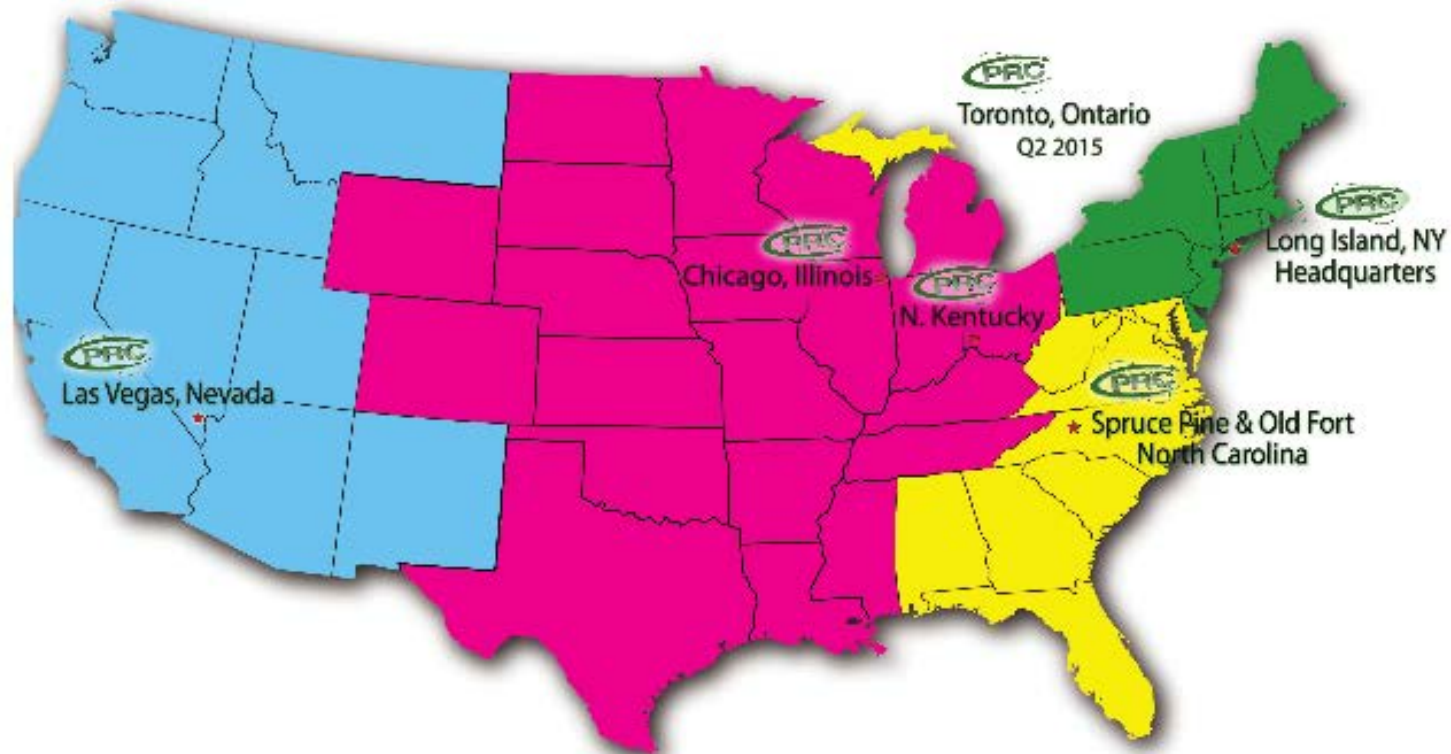 PRC
Toronto, Ontario
Q2 2015
PRC
Long Island, NY
Headquarters
PRC
Chicago, Illinois
PRC
N. Kentucky
PRC
Las Vegas, Nevada
PRC
Spruce Pine & Old Fort
North Carolina